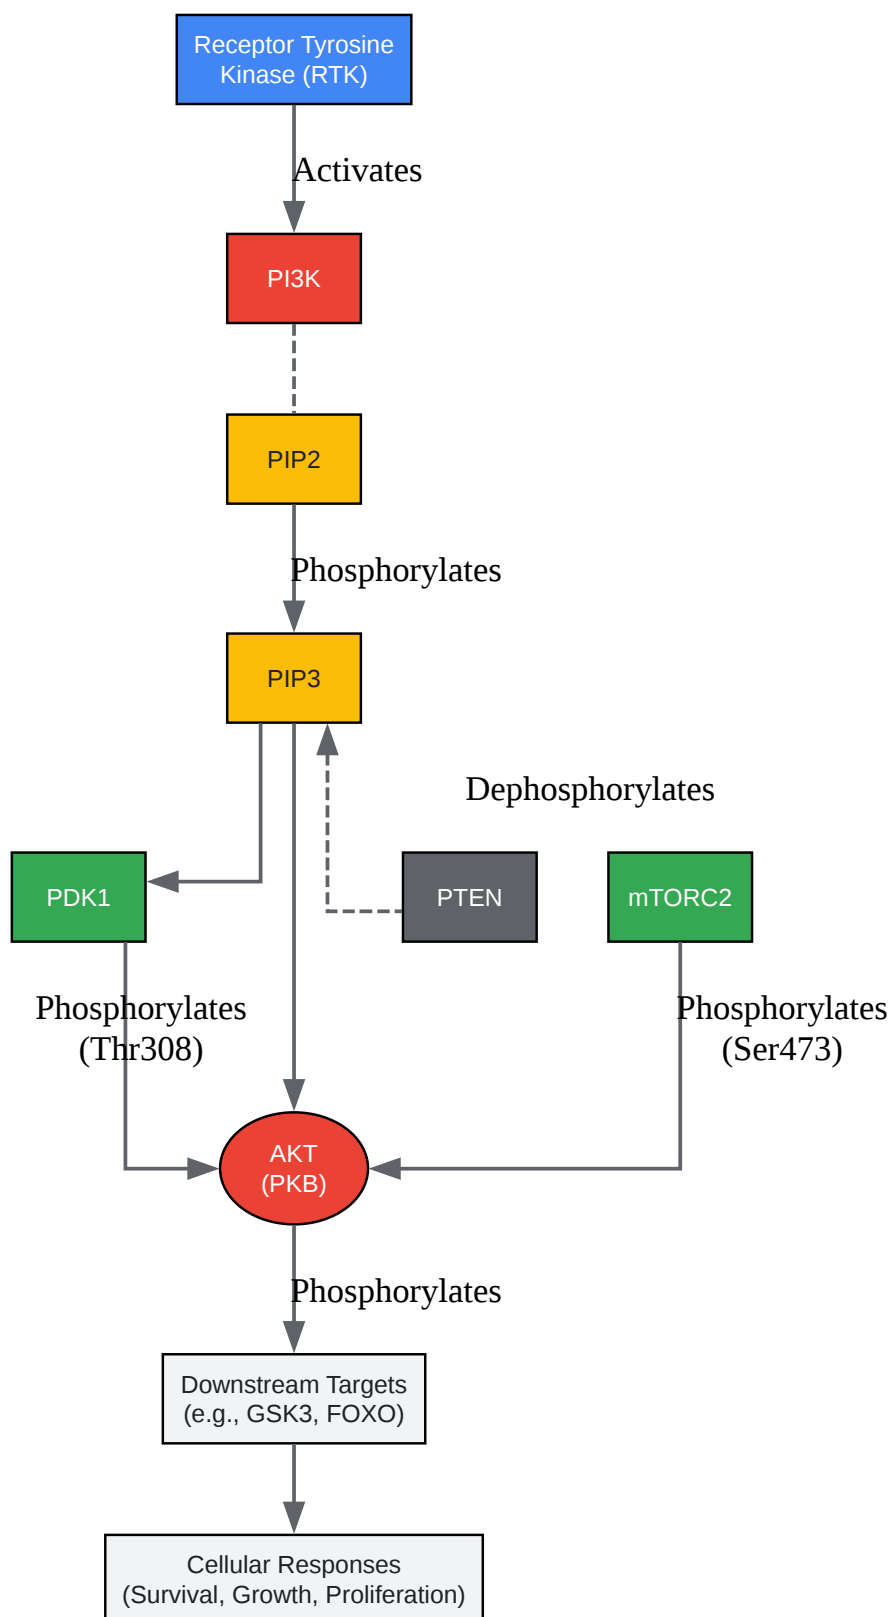 Receptor Tyrosine
Kinase (RTK)
Activates
PI3K
PIP2
Phosphorylates
PIP3
Dephosphorylates
PDK1
PTEN
mTORC2
Phosphorylates
(Thr308)
Phosphorylates
(Ser473)
AKT
(PKB)
Phosphorylates
Downstream Targets
(e.g., GSK3, FOXO)
Cellular Responses
(Survival, Growth, Proliferation)